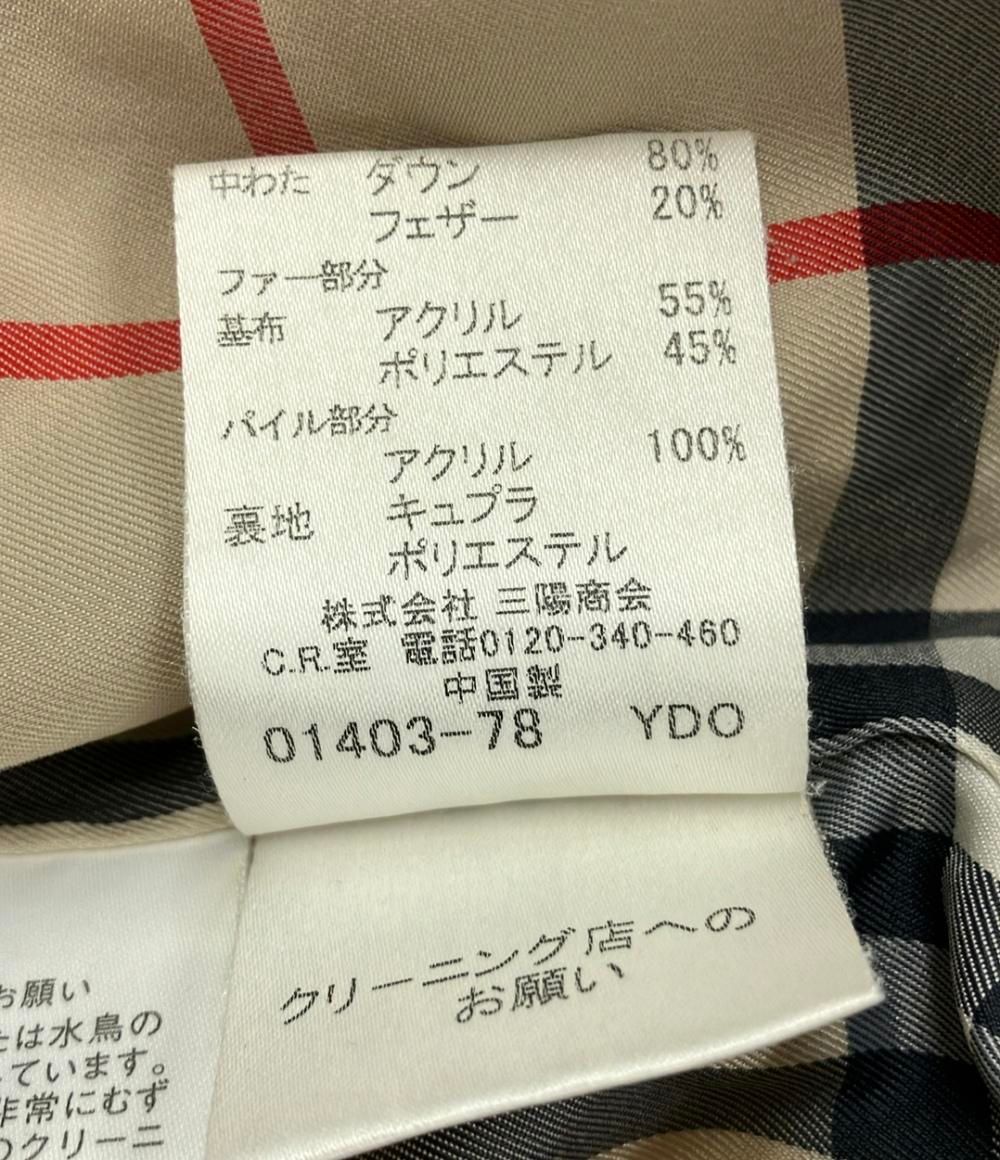 中わた ダウン 80%
フェザー 20%
ファー部分
基布 アクリル 55%
ポリエステル 45%
パイル部分
アクリル 100%
裏地 キュプラ
ポリエステル
株式会社 三陽商会
C.R.室 電話0120-340-460
中国製
01403-78 YDO
クリーニング店への
お願い
お願い
は水鳥の
ています。
非常にむず
のクリーニ